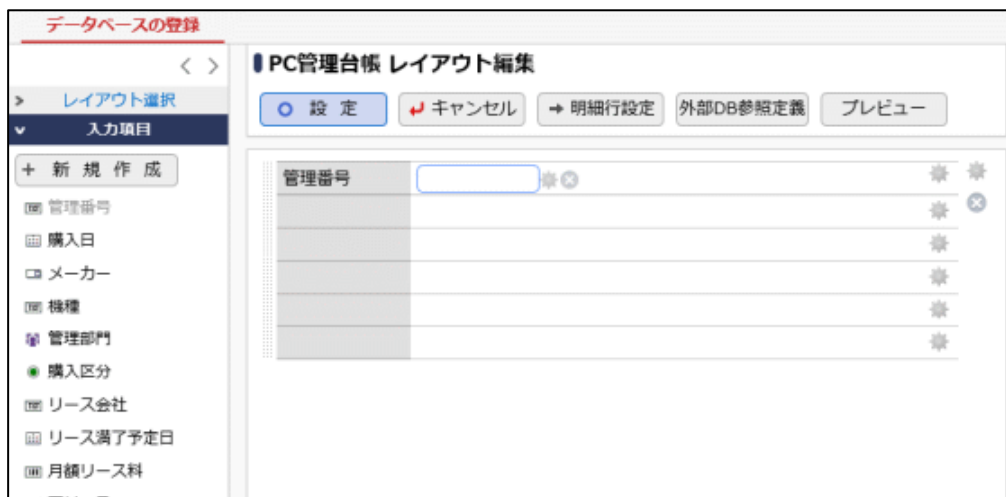 データベースの登録
レイアウト選択
入力項目
+ 新規作成
管理番号
購入日
メーカー
機種
管理部門
購入区分
リース会社
リース満了予定日
月額リース料
PC管理台帳 レイアウト編集
設定 キャンセル 明細行設定 外部DB参照定義 プレビュー
管理番号